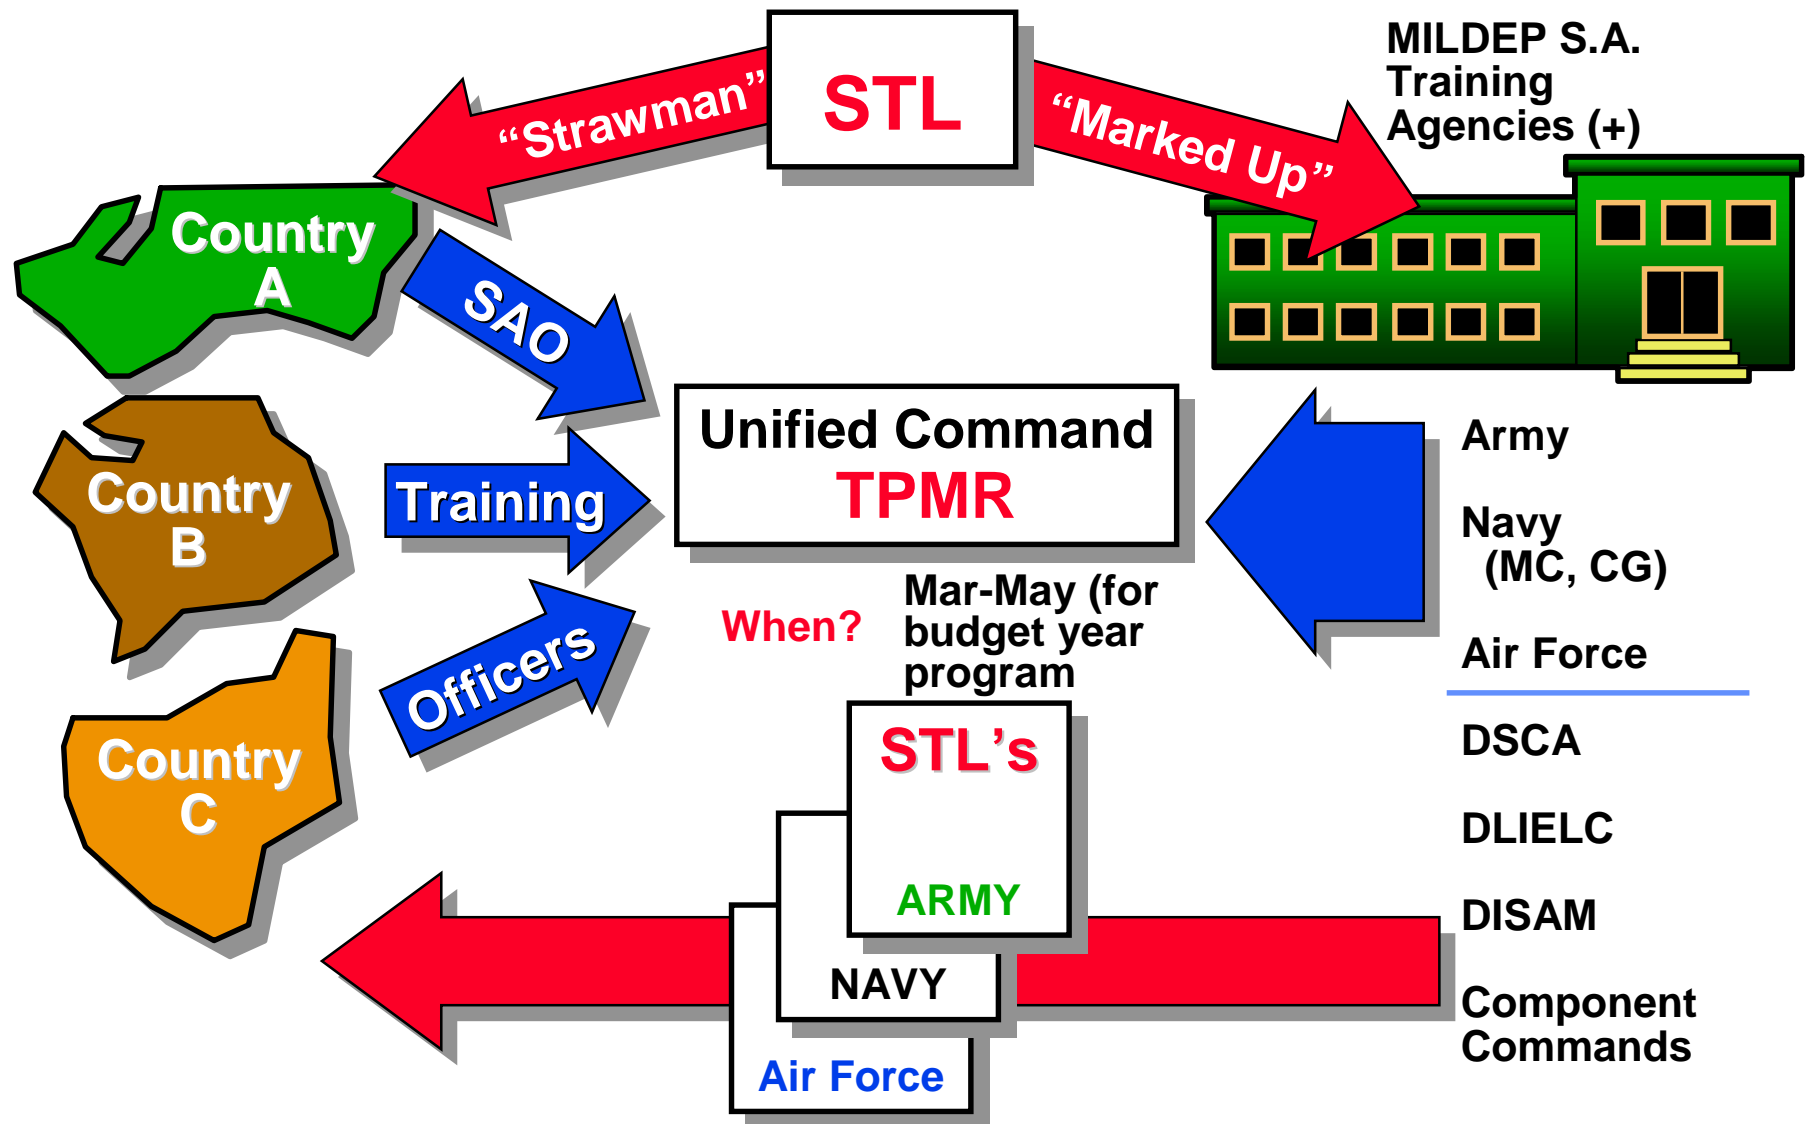 STL
“Strawman”
“Marked Up”
MILDEP S.A.
Training
Agencies (+)
Country
A
SAO
Country
B
Training
Country
C
Officers
Unified Command
TPMR
When?
Mar-May (for
budget year
program
Army
Navy
(MC, CG)
Air Force
DSCA
DLIELC
DISAM
Component
Commands
STL’s
ARMY
NAVY
Air Force